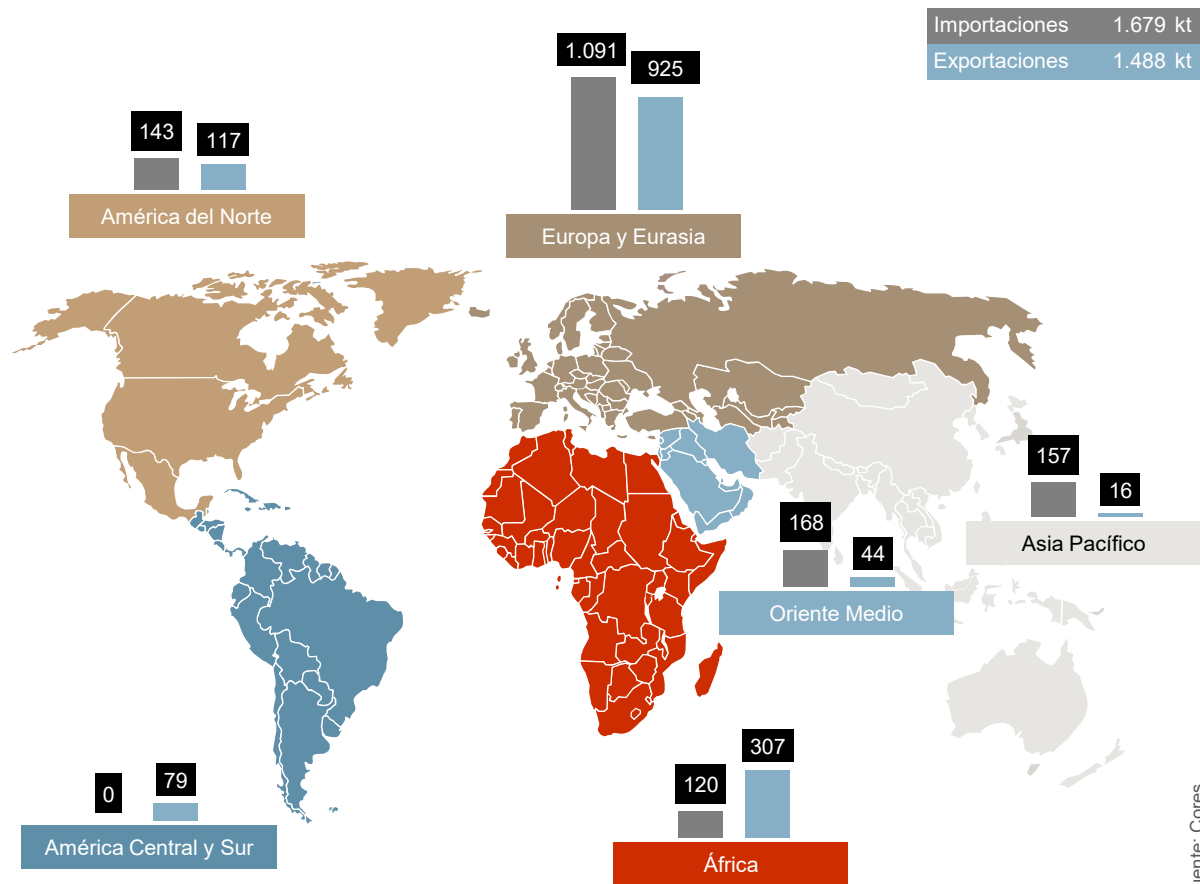 Importaciones 1.679 kt
Exportaciones 1.488 kt
1.091
925
143
117
América del Norte
Europa y Eurasia
157
16
Asia Pacífico
168
44
Oriente Medio
0
79
América Central y Sur
120
307
África
Cores